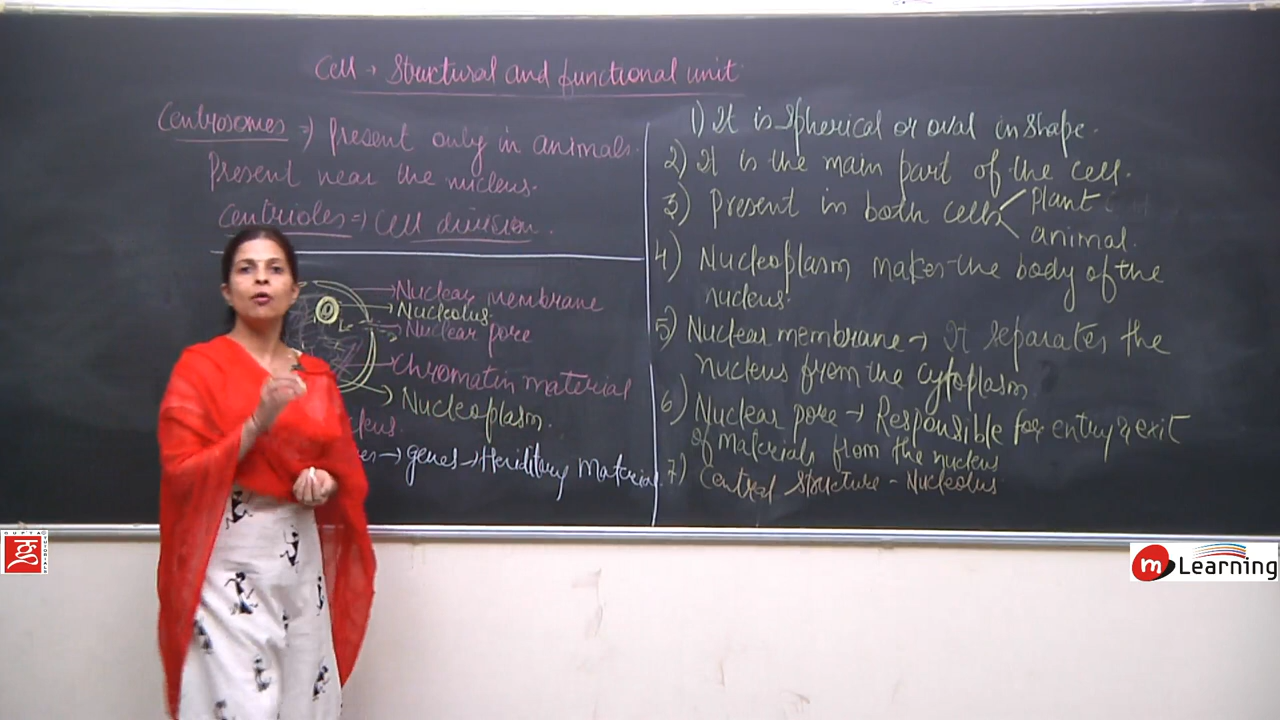 Cell → Structural and functional unit
Centrosomes ⇒ Present only in animals.
Present near the nucleus.
Centrioles ⇒ Cell division.
Nuclear membrane
Nucleolus.
Nuclear pore
Chromatin material
Nucleoplasm.
→ genes → Hereditary Material.
1) It is spherical or oval in shape.
2) It is the main part of the cell.
3) Present in both cells
Plant
animal.
4) Nucleoplasm makes the body of the
nucleus.
5) Nuclear membrane → It separates the
nucleus from the cytoplasm.
6) Nuclear pore → Responsible for entry & exit
of materials from the nucleus
7) Central structure - Nucleolus
GUPTA TUTORIALS
m Learning